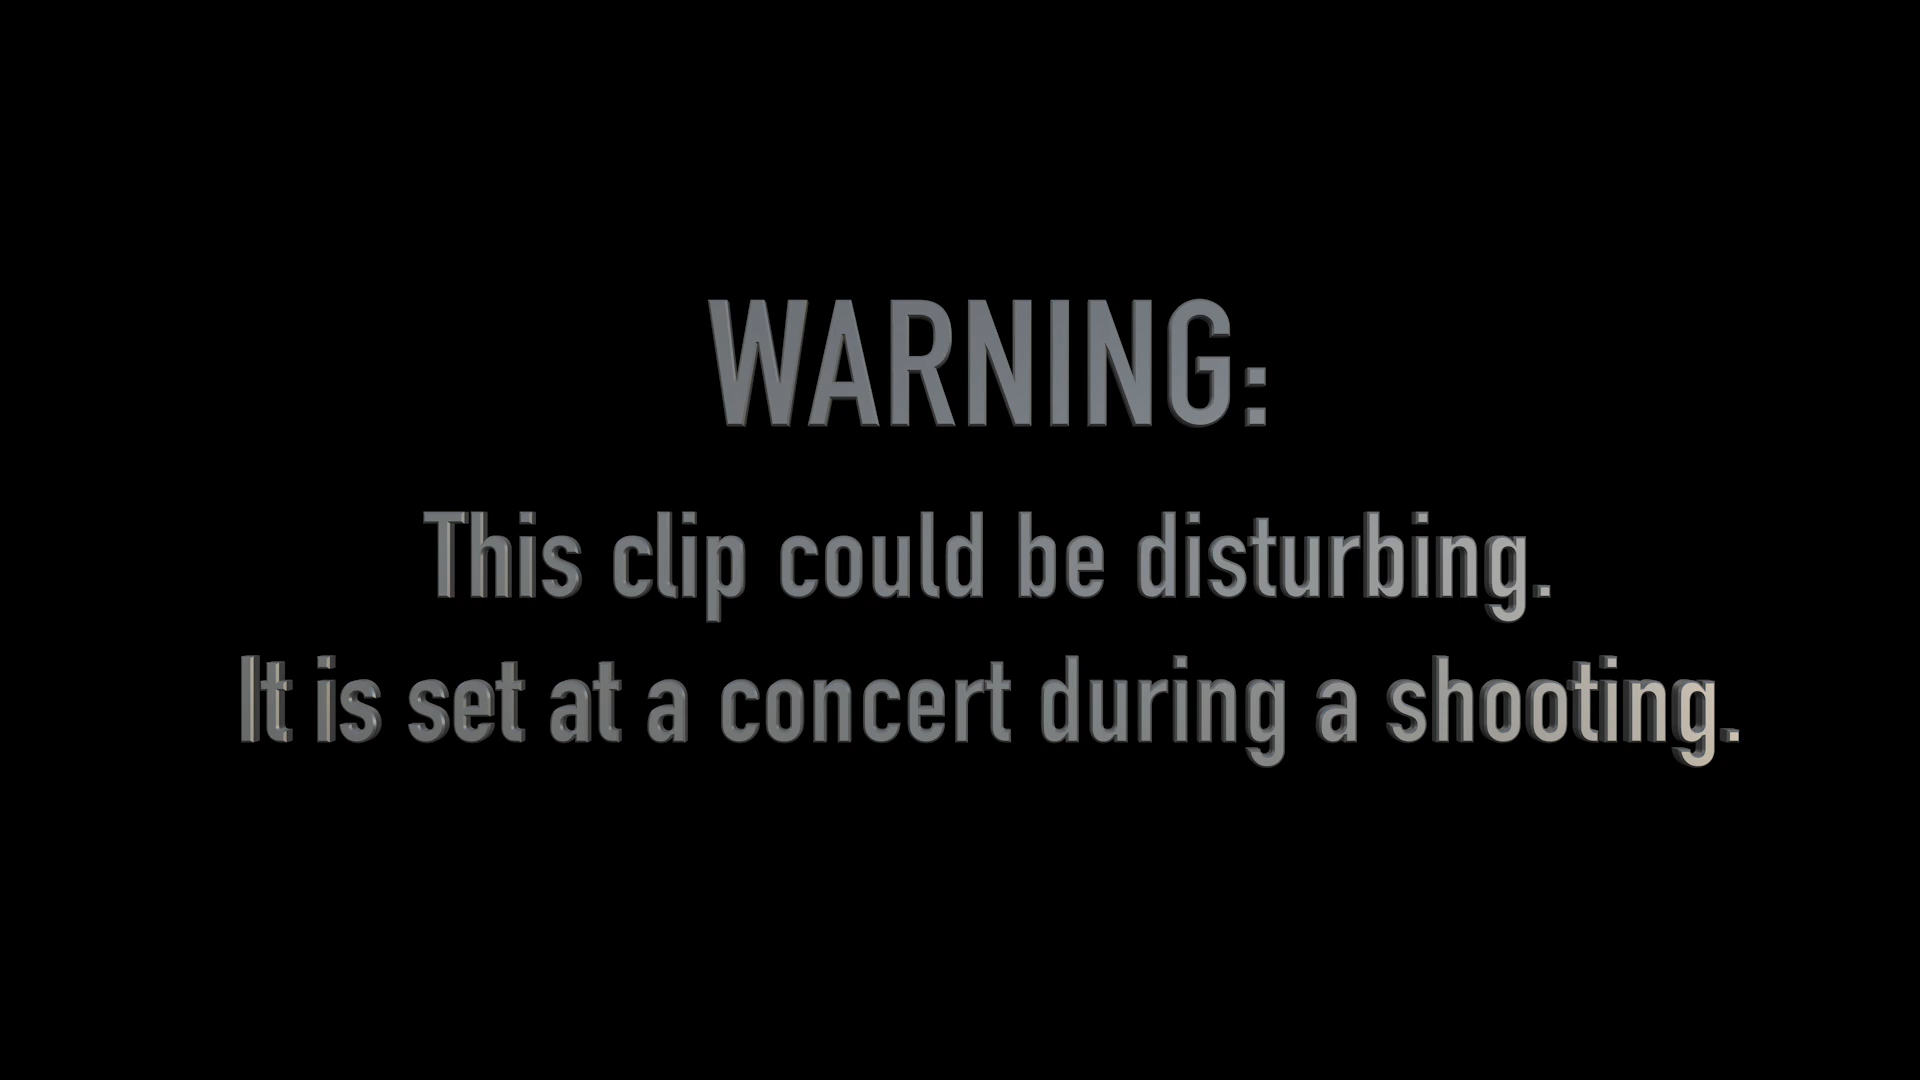 WARNING:
This clip could be disturbing.
It is set at a concert during a shooting.